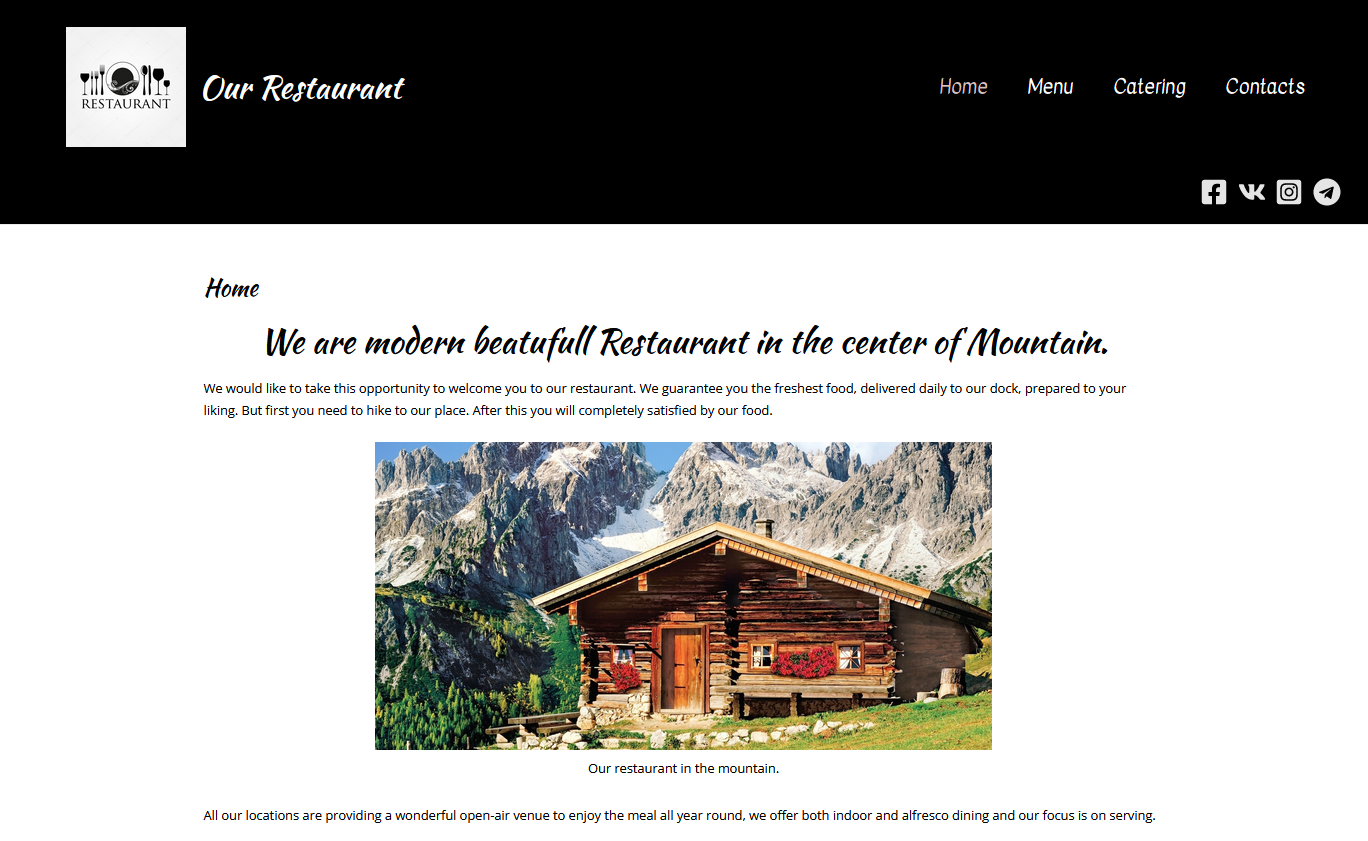 RESTAURANT
Our Restaurant
Home
Menu
Catering
Contacts
Home
We are modern beatufull Restaurant in the center of Mountain.
We would like to take this opportunity to welcome you to our restaurant. We guarantee you the freshest food, delivered daily to our dock, prepared to your
liking. But first you need to hike to our place. After this you will completely satisfied by our food.
Our restaurant in the mountain.
All our locations are providing a wonderful open-air venue to enjoy the meal all year round, we offer both indoor and alfresco dining and our focus is on serving.